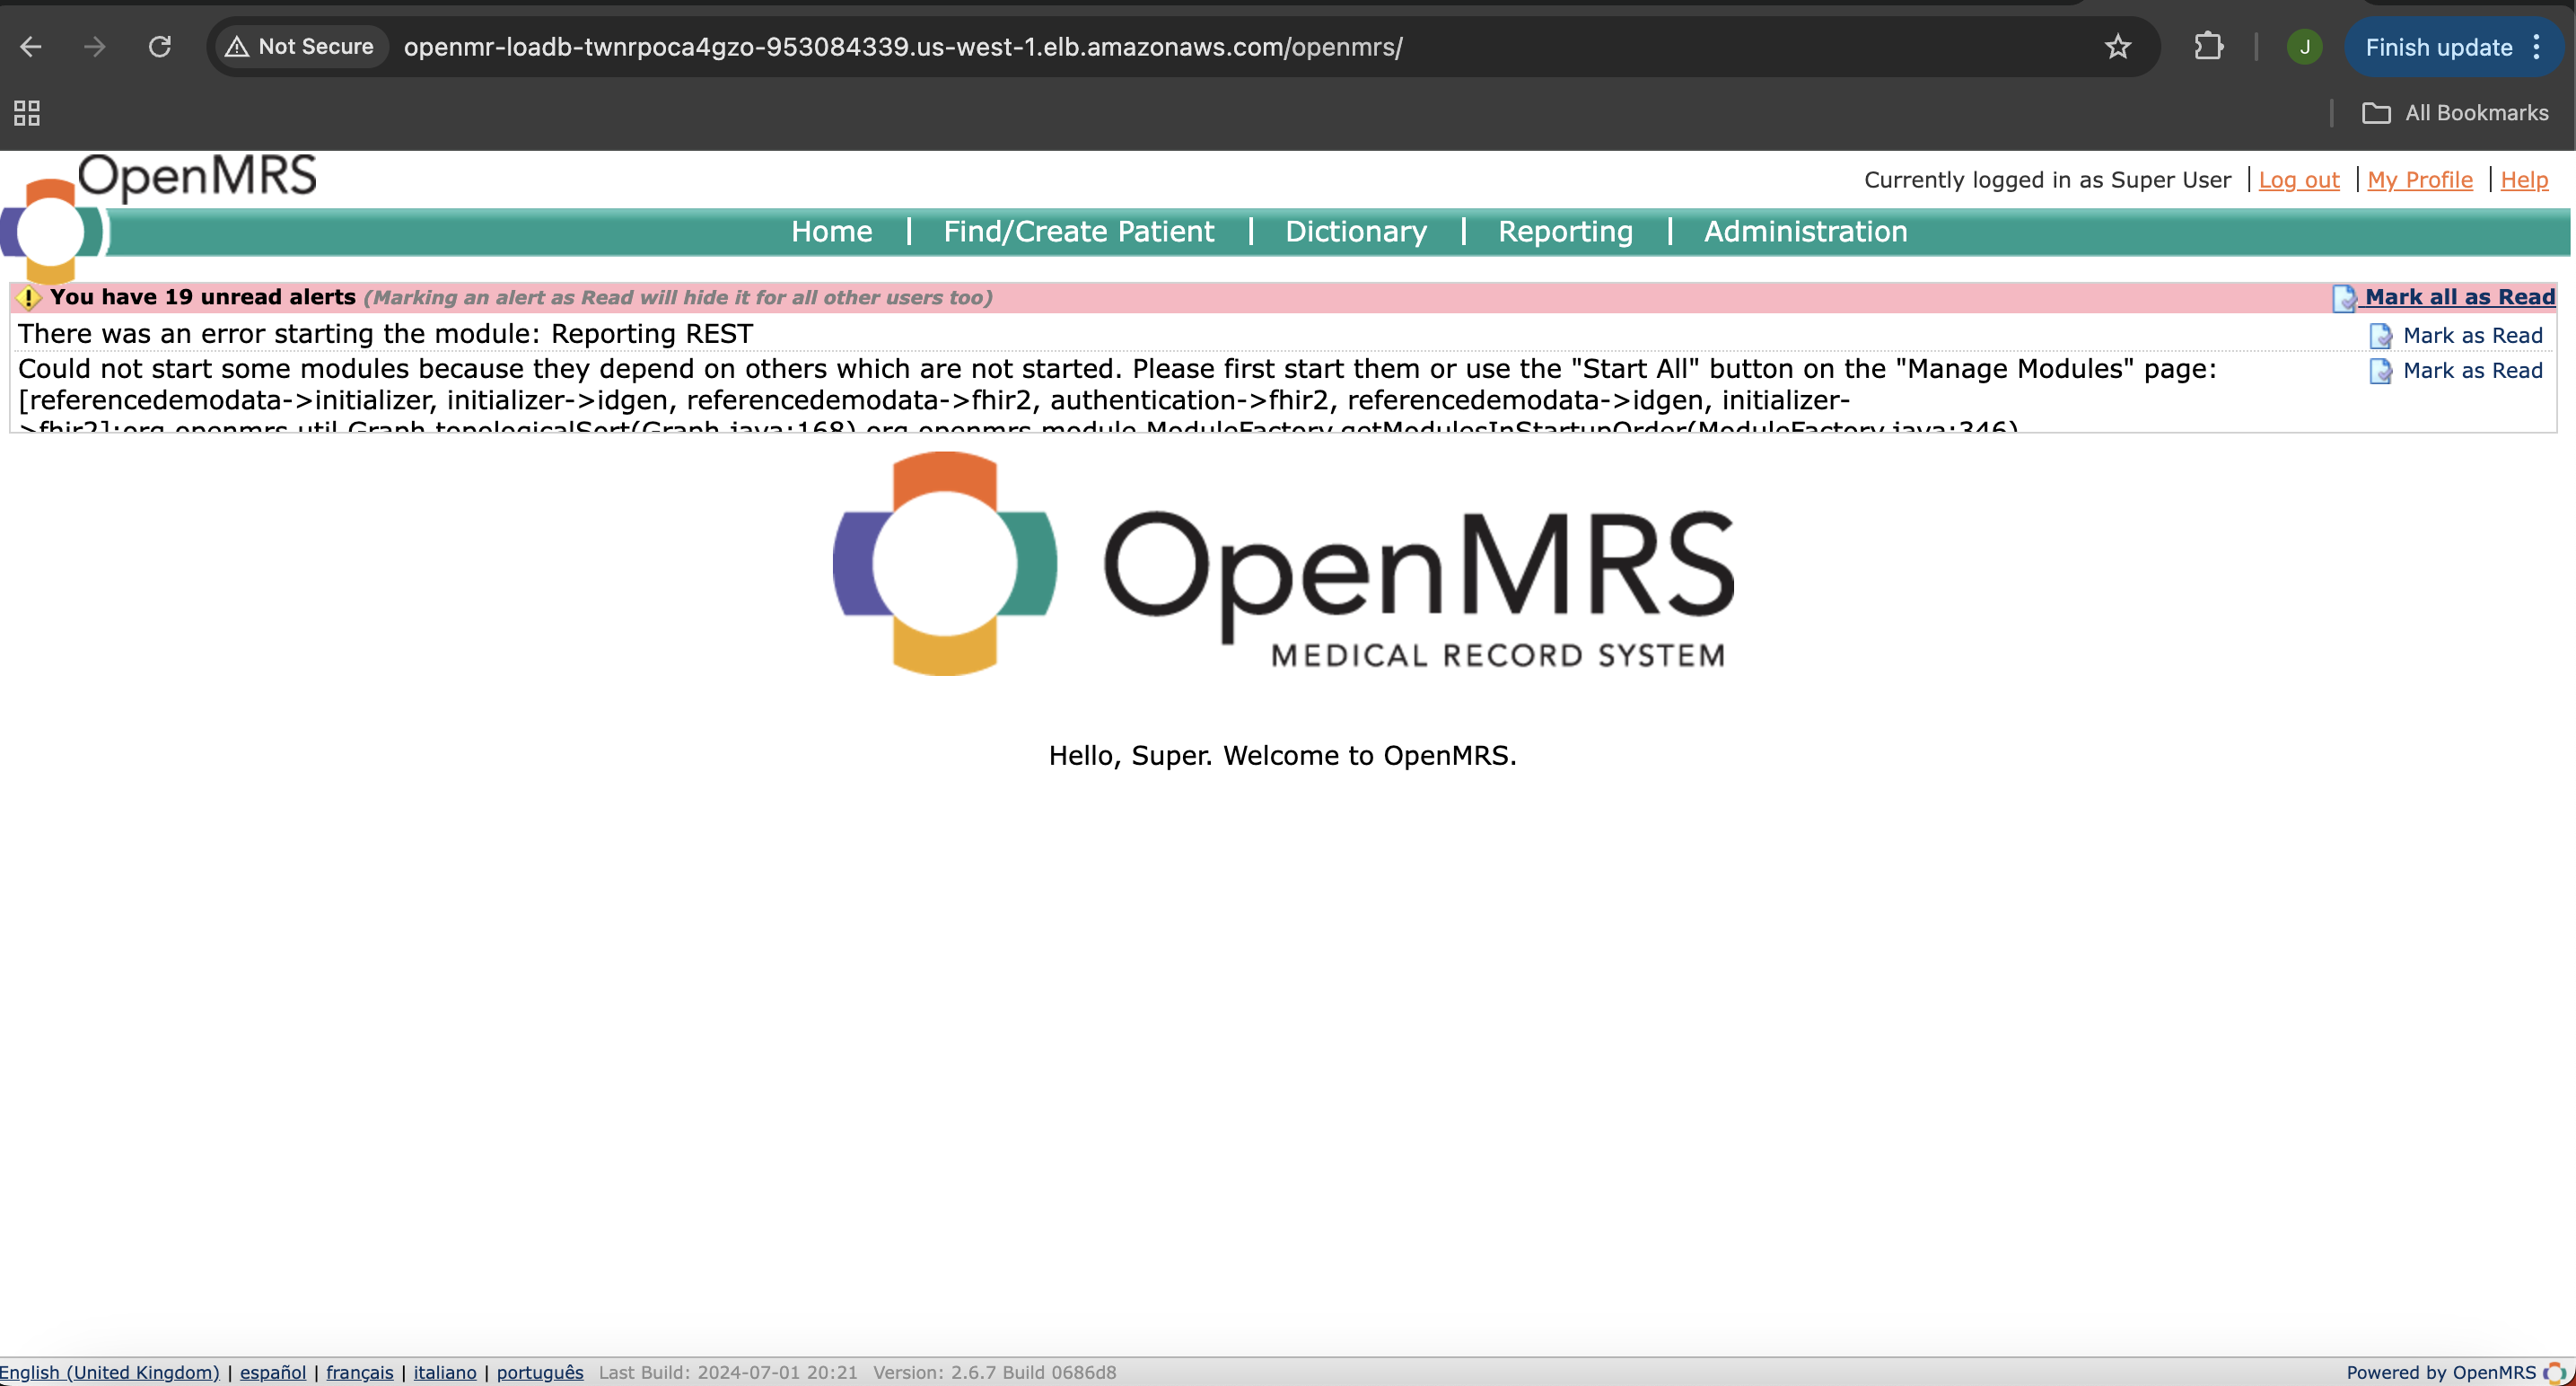 Not Secure openmr-loadb-twnrpoca4gzo-953084339.us-west-1.elb.amazonaws.com/openmrs/ J Finish update
All Bookmarks
OpenMRS
Currently logged in as Super User Log out My Profile Help
Home Find/Create Patient Dictionary Reporting Administration
You have 19 unread alerts (Marking an alert as Read will hide it for all other users too) Mark all as Read
There was an error starting the module: Reporting REST Mark as Read
Could not start some modules because they depend on others which are not started. Please first start them or use the "Start All" button on the "Manage Modules" page: Mark as Read
[referencedemodata->initializer, initializer->idgen, referencedemodata->fhir2, authentication->fhir2, referencedemodata->idgen, initializer-
>fhir2]:org.openmrs.util.Graph.topologicalSort(Graph.java:168) org.openmrs.module.ModuleFactory.getModulesInStartupOrder(ModuleFactory.java:346)
OpenMRS
MEDICAL RECORD SYSTEM
Hello, Super. Welcome to OpenMRS.
English (United Kingdom) | español | français | italiano | português Last Build: 2024-07-01 20:21 Version: 2.6.7 Build 0686d8 Powered by OpenMRS